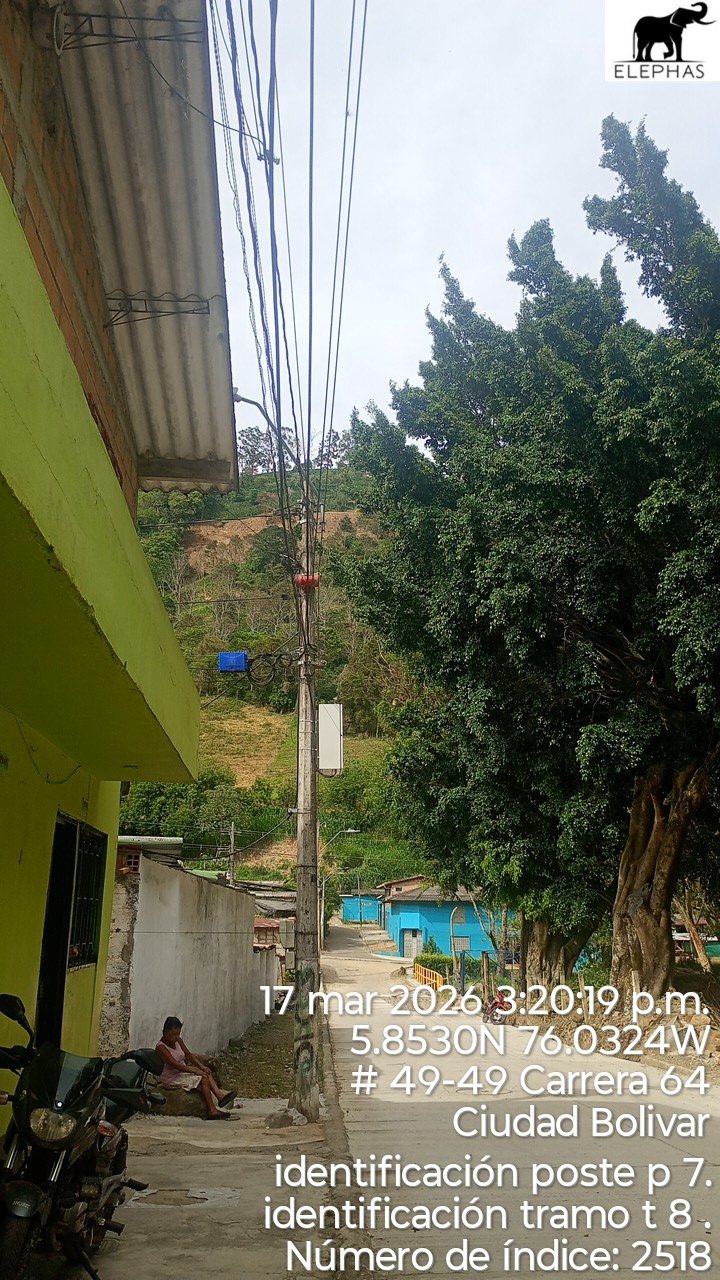 ELEPHAS
17 mar 2026 3:20:19 p.m.
5.8530N 76.0324W
# 49-49 Carrera 64
Ciudad Bolivar
identificación poste p 7.
identificación tramo t 8 .
Número de índice: 2518